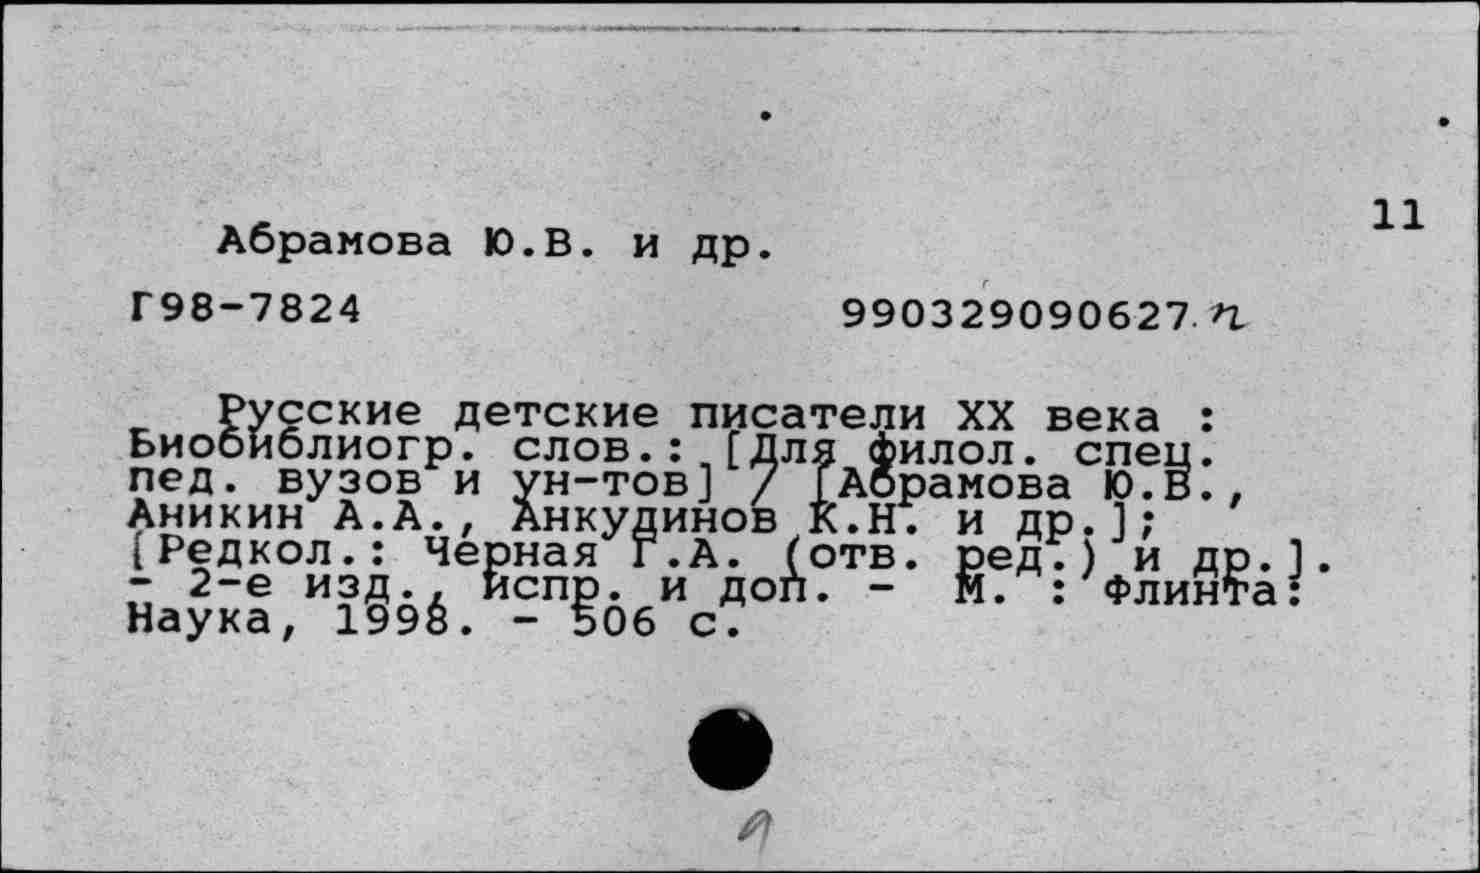 11
Абрамова Ю.В. и др.
Г98-7824 990329090627 п
Русские детские писатели XX века :
Биобиблиогр. слов.: [Для филол. спец.
пед. вузов и ун-тов] / [Абрамова Ю.В.,
Аникин А.А., Анкудинов К.Н. и др.];
[Редкол.: Черная Г.А. (отв. ред.) и др.].
- 2-е изд., испр. и доп. - М. : Флинта:
Наука, 1998. - 506 с.